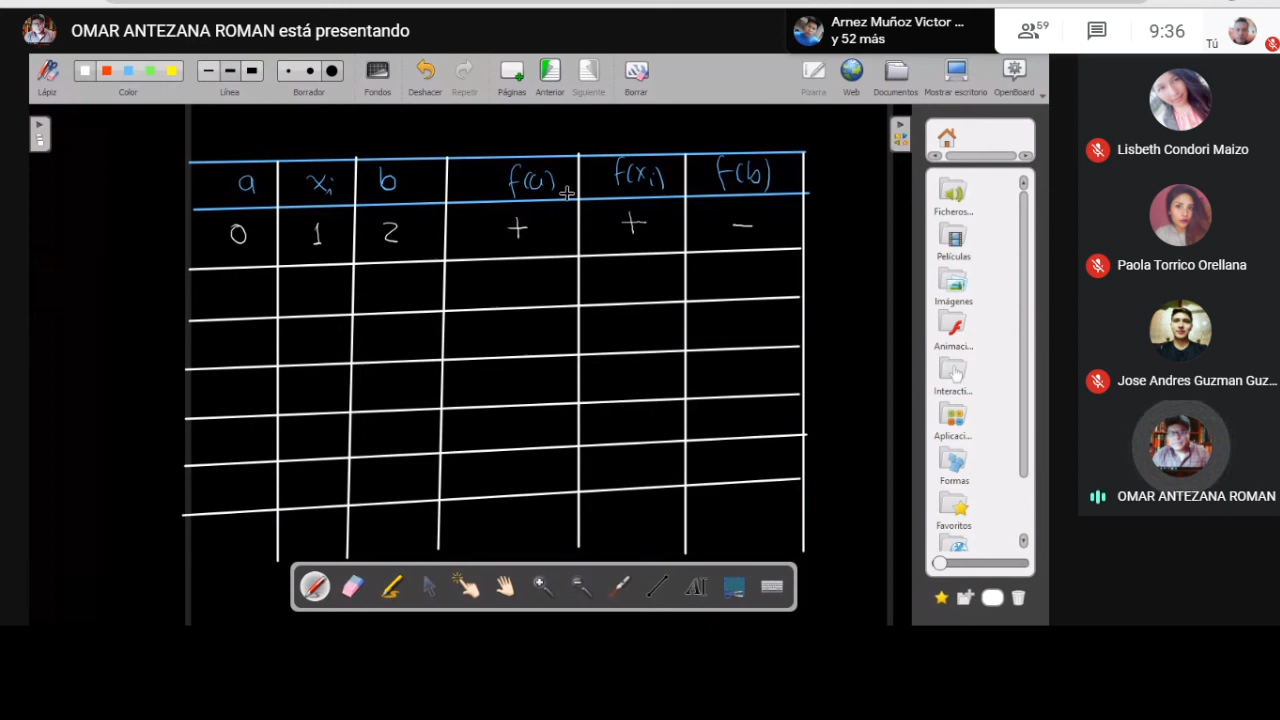 OMAR ANTEZANA ROMAN está presentando
Arnez Muñoz Victor ...
y 52 más
59
9:36
Tú
Lápiz
Color
Línea
Borrador
Fondos
Deshacer
Repetir
Páginas
Anterior
Siguiente
Borrar
Pizarra
Web
Documentos
Mostrar escritorio
OpenBoard
a xi b f(a) f(xi) f(b)
0 1 2 + + -
Ficheros...
Películas
Imágenes
Animaci...
Interacti...
Aplicaci...
Formas
Favoritos
AI
Lisbeth Condori Maizo
Paola Torrico Orellana
Jose Andres Guzman Guz...
OMAR ANTEZANA ROMAN